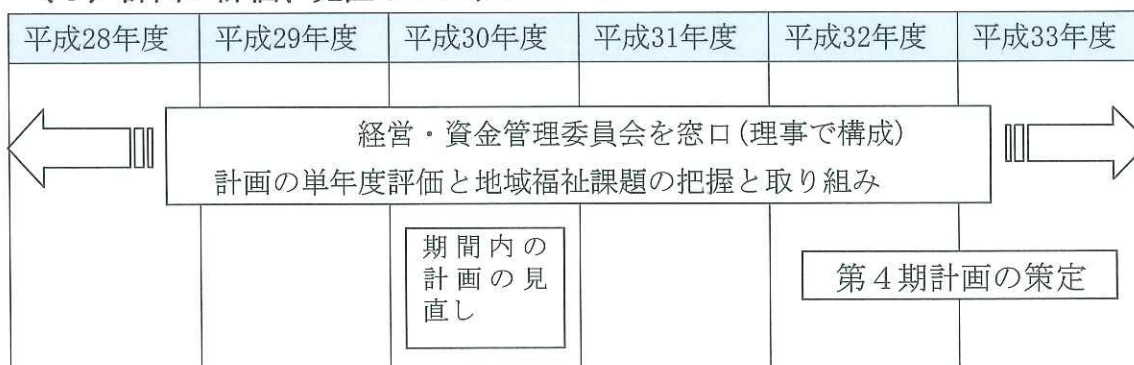 平成28年度 平成29年度 平成30年度 平成31年度 平成32年度 平成33年度
経営・資金管理委員会を窓口(理事で構成)
計画の単年度評価と地域福祉課題の把握と取り組み
期間内の
計画の見
直し
第4期計画の策定